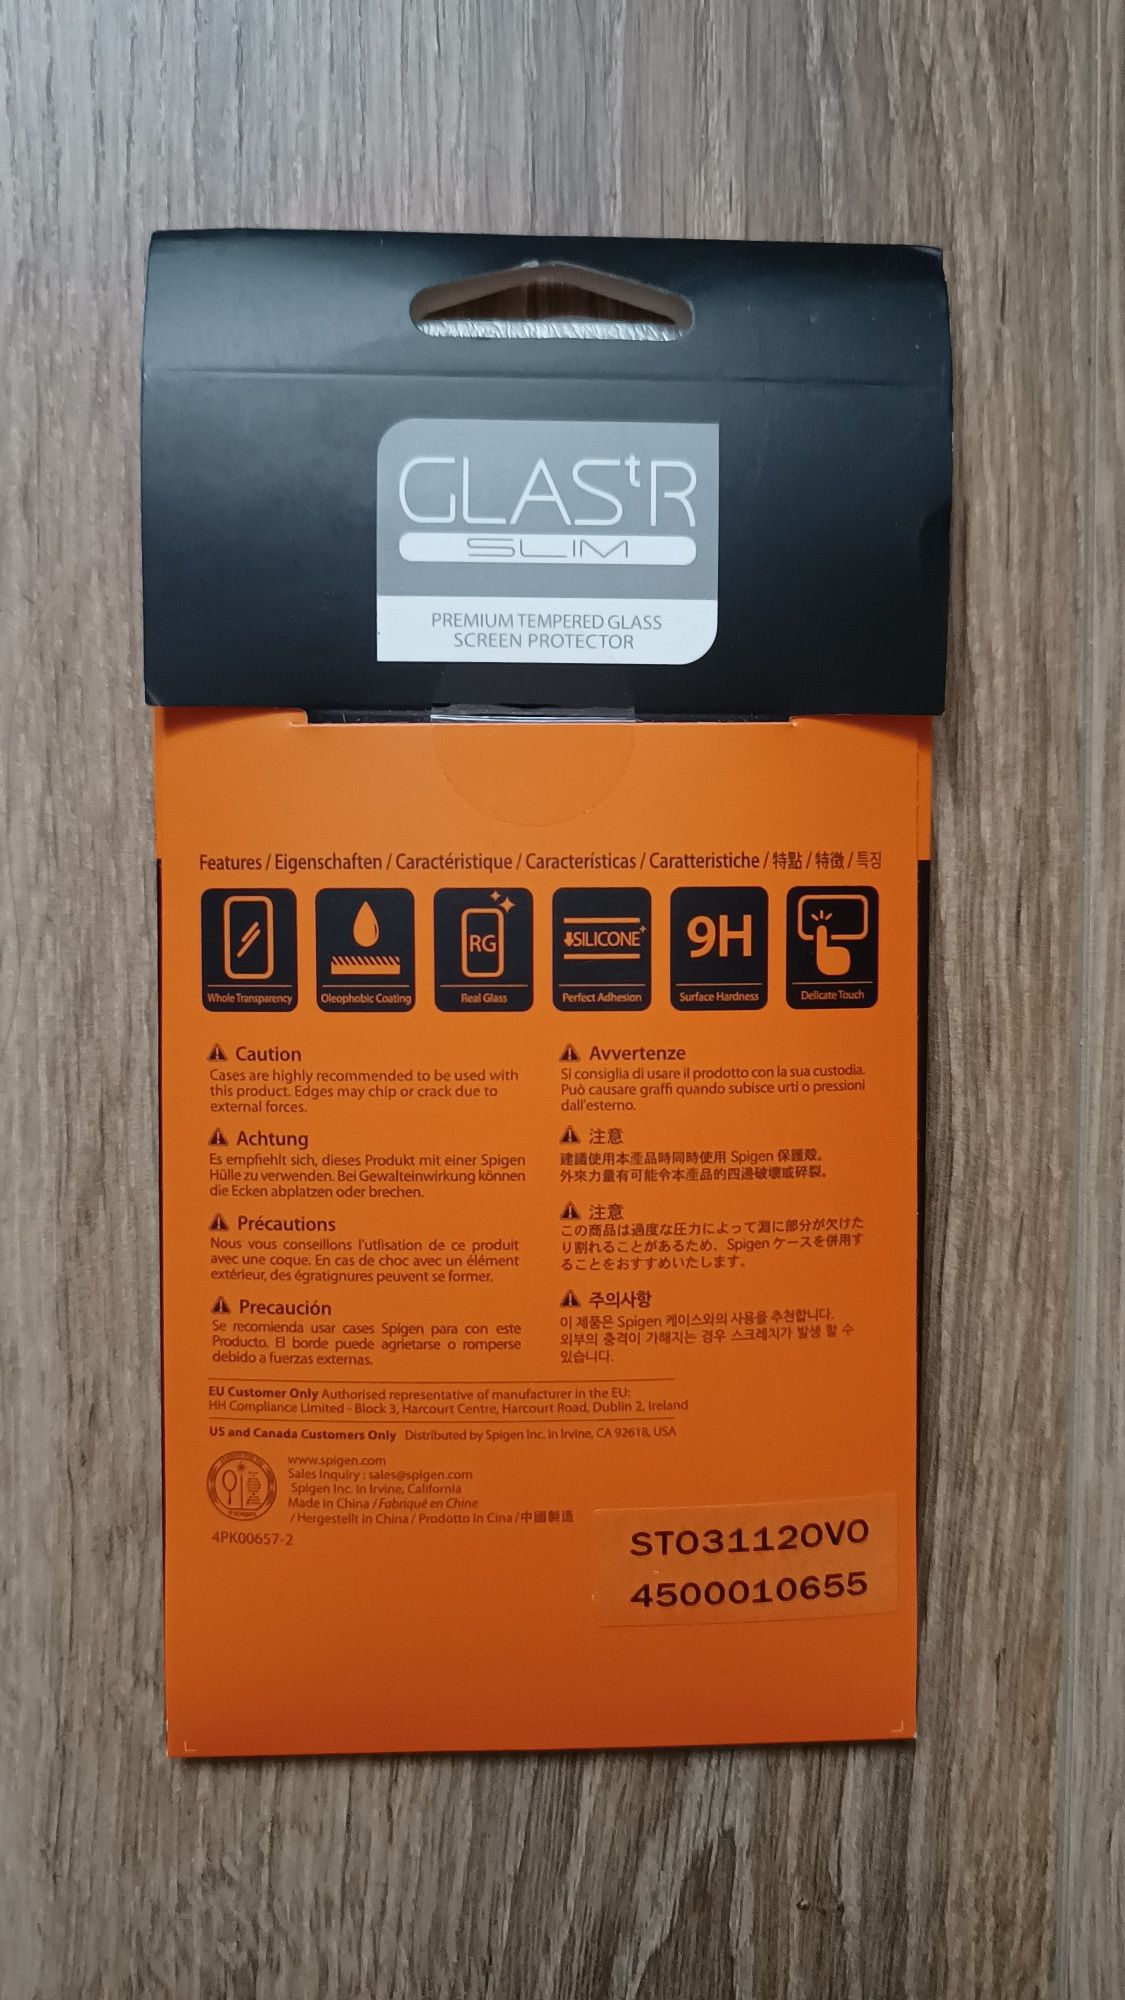 GLAStR
SLIM
PREMIUM TEMPERED GLASS
SCREEN PROTECTOR
Features / Eigenschaften / Caractéristique / Características / Caratteristiche / 特點 / 特徴 / 특징
RG
SILICONE+
9H
Whole Transparency
Oleophobic Coating
Real Glass
Perfect Adhesion
Surface Hardness
Delicate Touch
Caution
Cases are highly recommended to be used with
this product. Edges may chip or crack due to
external forces.
Achtung
Es empfiehlt sich, dieses Produkt mit einer Spigen
Hülle zu verwenden. Bei Gewalteinwirkung können
die Ecken abplatzen oder brechen.
Précautions
Nous vous conseillons l'utlisation de ce produit
avec une coque. En cas de choc avec un élément
extérieur, des égratignures peuvent se former.
Precaución
Se recomienda usar cases Spigen para con este
Producto. El borde puede agrietarse o romperse
debido a fuerzas externas.
Avvertenze
Si consiglia di usare il prodotto con la sua custodia.
Può causare graffi quando subisce urti o pressioni
dall'esterno.
注意
建議使用本產品時同時使用 Spigen 保護殼。
外來力量有可能令本產品的四邊破壞或碎裂。
注意
この商品は過度な圧力によって淵に部分が欠けた
り割れることがあるため、Spigen ケースを併用す
ることをおすすめいたします。
주의사항
이 제품은 Spigen 케이스와의 사용을 추천합니다.
외부의 충격이 가해지는 경우 스크레치가 발생 할 수
있습니다.
EU Customer Only Authorised representative of manufacturer in the EU:
HH Compliance Limited - Block 3, Harcourt Centre, Harcourt Road, Dublin 2, Ireland
US and Canada Customers Only Distributed by Spigen Inc. in Irvine, CA 92618, USA
www.spigen.com
Sales Inquiry : sales@spigen.com
Spigen Inc. in Irvine, California
Made in China / Fabriqué en Chine
/ Hergestellt in China / Prodotto in Cina / 中國製造
4PK00657-2
STO3112OVO
4500010655